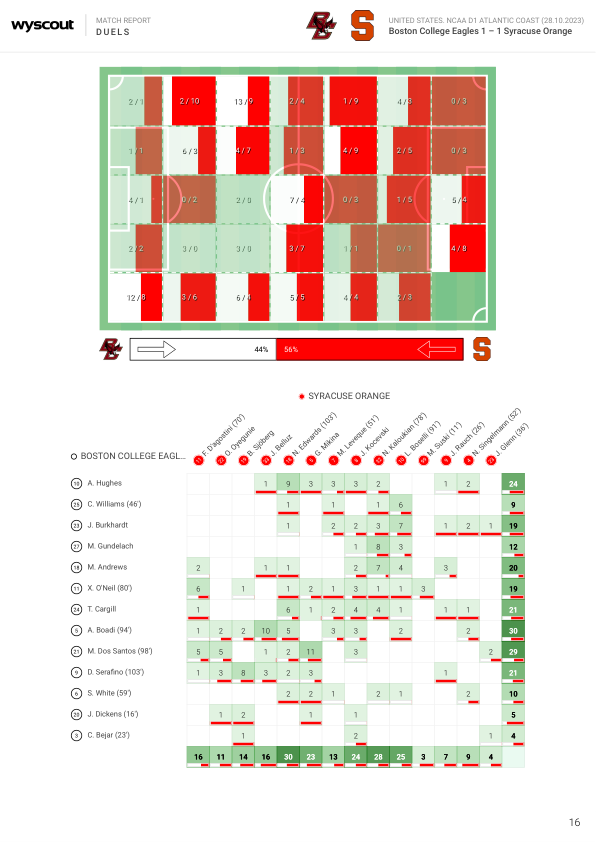 wyscout
MATCH REPORT
DUELS
UNITED STATES. NCAA D1 ATLANTIC COAST (28.10.2023)
Boston College Eagles 1 – 1 Syracuse Orange
2 / 1 2 / 10 13 / 9 2 / 4 1 / 9 4 / 3 0 / 3
1 / 1 6 / 3 4 / 7 1 / 3 4 / 9 2 / 5 0 / 3
4 / 1 0 / 2 2 / 0 7 / 4 0 / 3 1 / 5 5 / 4
2 / 2 3 / 0 3 / 0 3 / 7 1 / 1 0 / 1 4 / 8
12 / 8 3 / 6 6 / 5 / 5 4 / 4 2 / 3
44% 56%
SYRACUSE ORANGE
F. D'agostini (70') O. Oyegunle B. Sjöberg J. Belluz N. Edwards (103') G. Mikina M. Leveque (51') J. Kocevski N. Kaloukian (78') L. Boselli (91') M. Suski (11') J. Rauch (26') N. Singelmann (52') J. Glenn (36')
BOSTON COLLEGE EAGL...
10 A. Hughes 1 9 3 3 3 2 1 2 24
25 C. Williams (46') 1 1 1 6 9
23 J. Burkhardt 1 2 2 3 7 1 2 1 19
27 M. Gundelach 1 8 3 12
18 M. Andrews 2 1 1 2 7 4 3 20
11 X. O'Neil (80') 6 1 1 2 1 3 1 1 3 19
24 T. Cargill 1 6 1 2 4 4 1 1 1 21
5 A. Boadi (94') 1 2 2 10 5 3 3 2 2 30
21 M. Dos Santos (98') 5 5 1 2 11 3 2 29
9 D. Serafino (103') 1 3 8 3 2 3 1 21
6 S. White (59') 2 2 1 2 1 2 10
20 J. Dickens (16') 1 2 1 1 5
3 C. Bejar (23') 1 2 1 4
16 11 14 16 30 23 13 24 28 25 3 7 9 4
16